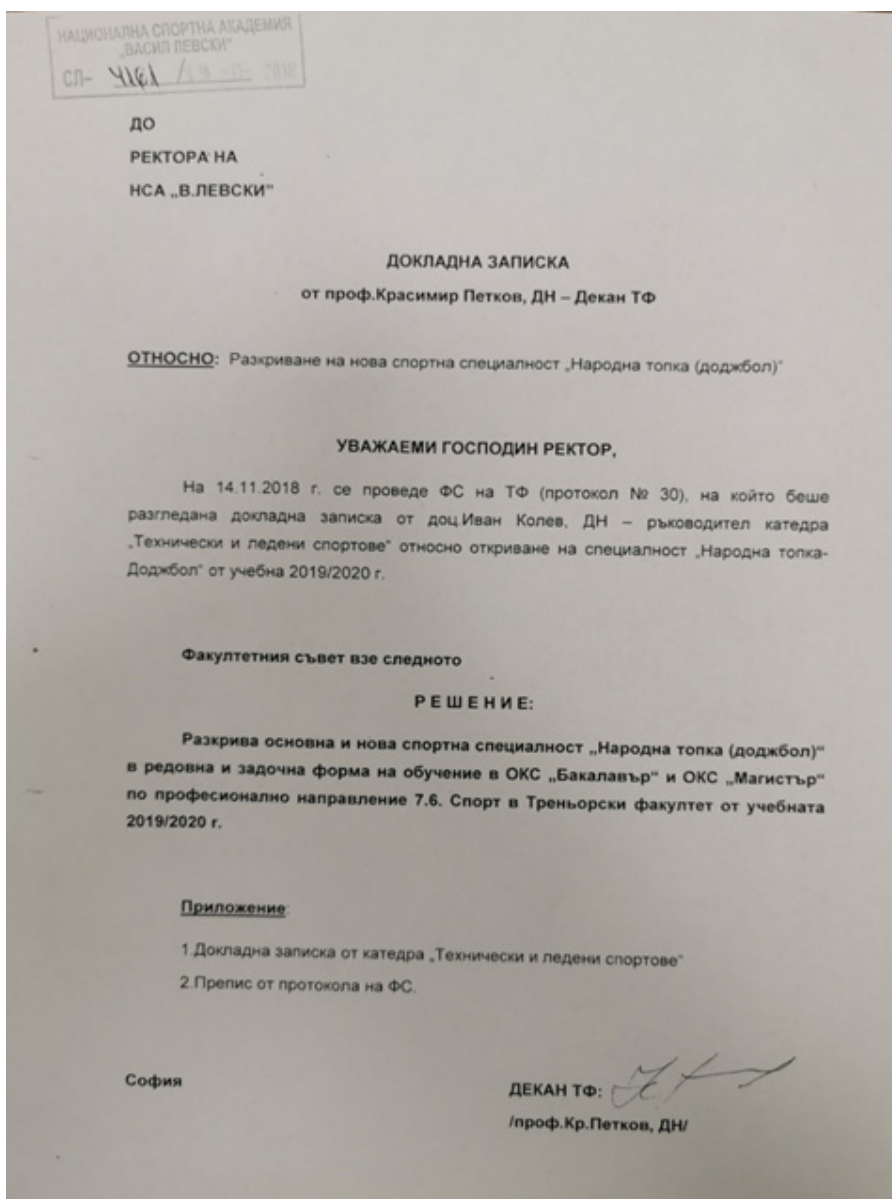 НАЦИОНАЛНА СПОРТНА АКАДЕМИЯ
„ВАСИЛ ЛЕВСКИ“
СЛ-
ДО
РЕКТОРА НА
НСА „В.ЛЕВСКИ“
ДОКЛАДНА ЗАПИСКА
от проф.Красимир Петков, ДН – Декан ТФ
ОТНОСНО: Разкриване на нова спортна специалност „Народна топка (доджбол)“
УВАЖАЕМИ ГОСПОДИН РЕКТОР,
На 14.11.2018 г. се проведе ФС на ТФ (протокол № 30), на който беше
разгледана докладна записка от доц.Иван Колев, ДН – ръководител катедра
„Технически и ледени спортове“ относно откриване на специалност „Народна топка-
Доджбол“ от учебна 2019/2020 г.
Факултетния съвет взе следното
Р Е Ш Е Н И Е:
Разкрива основна и нова спортна специалност „Народна топка (доджбол)“
в редовна и задочна форма на обучение в ОКС „Бакалавър“ и ОКС „Магистър“
по професионално направление 7.6. Спорт в Треньорски факултет от учебната
2019/2020 г.
Приложение:
1.Докладна записка от катедра „Технически и ледени спортове“
2.Препис от протокола на ФС.
София
ДЕКАН ТФ:
/проф.Кр.Петков, ДН/